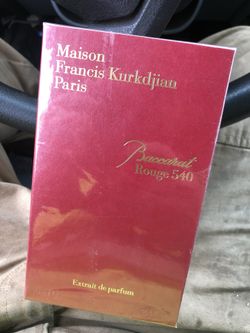 Maison
Francis Kurkdjian
Paris
Baccarat
Rouge 540
Extrait de parfum